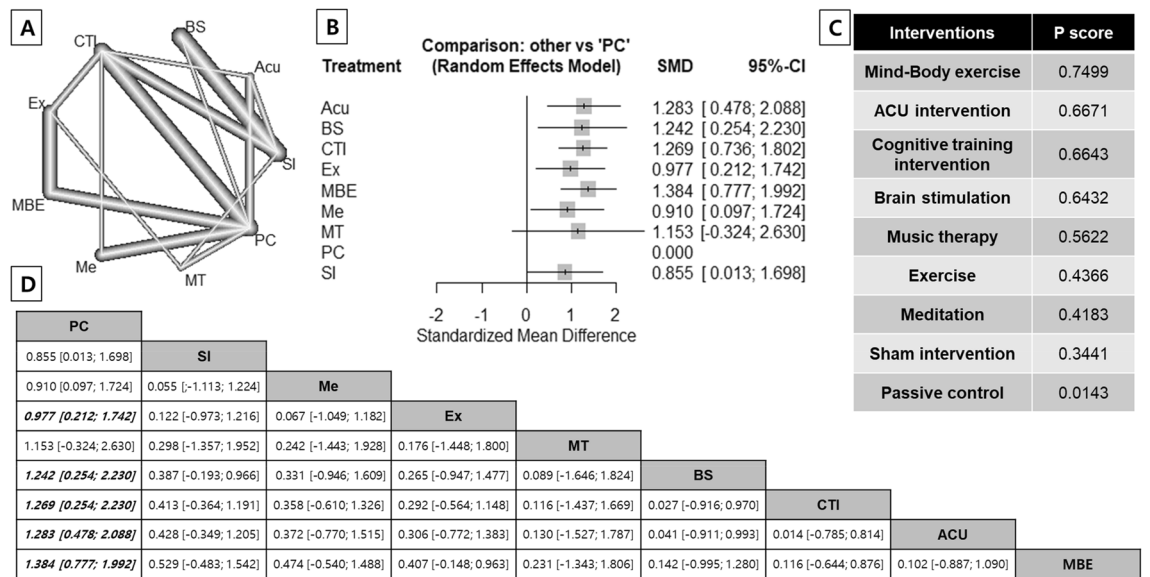 A
BS
CTI
Acu
Ex
SI
MBE
PC
Me
MT
B
Comparison: other vs 'PC'
Treatment (Random Effects Model) SMD 95%-CI
Acu 1.283 [ 0.478; 2.088]
BS 1.242 [ 0.254; 2.230]
CTI 1.269 [ 0.736; 1.802]
Ex 0.977 [ 0.212; 1.742]
MBE 1.384 [ 0.777; 1.992]
Me 0.910 [ 0.097; 1.724]
MT 1.153 [-0.324; 2.630]
PC 0.000
SI 0.855 [ 0.013; 1.698]
-2 -1 0 1 2
Standardized Mean Difference
C
Interventions P score
Mind-Body exercise 0.7499
ACU intervention 0.6671
Cognitive training
intervention 0.6643
Brain stimulation 0.6432
Music therapy 0.5622
Exercise 0.4366
Meditation 0.4183
Sham intervention 0.3441
Passive control 0.0143
D
PC
0.855 [0.013; 1.698] SI
0.910 [0.097; 1.724] 0.055 [;-1.113; 1.224] Me
0.977 [0.212; 1.742] 0.122 [-0.973; 1.216] 0.067 [-1.049; 1.182] Ex
1.153 [-0.324; 2.630] 0.298 [-1.357; 1.952] 0.242 [-1.443; 1.928] 0.176 [-1.448; 1.800] MT
1.242 [0.254; 2.230] 0.387 [-0.193; 0.966] 0.331 [-0.946; 1.609] 0.265 [-0.947; 1.477] 0.089 [-1.646; 1.824] BS
1.269 [0.254; 2.230] 0.413 [-0.364; 1.191] 0.358 [-0.610; 1.326] 0.292 [-0.564; 1.148] 0.116 [-1.437; 1.669] 0.027 [-0.916; 0.970] CTI
1.283 [0.478; 2.088] 0.428 [-0.349; 1.205] 0.372 [-0.770; 1.515] 0.306 [-0.772; 1.383] 0.130 [-1.527; 1.787] 0.041 [-0.911; 0.993] 0.014 [-0.785; 0.814] ACU
1.384 [0.777; 1.992] 0.529 [-0.483; 1.542] 0.474 [-0.540; 1.488] 0.407 [-0.148; 0.963] 0.231 [-1.343; 1.806] 0.142 [-0.995; 1.280] 0.116 [-0.644; 0.876] 0.102 [-0.887; 1.090] MBE